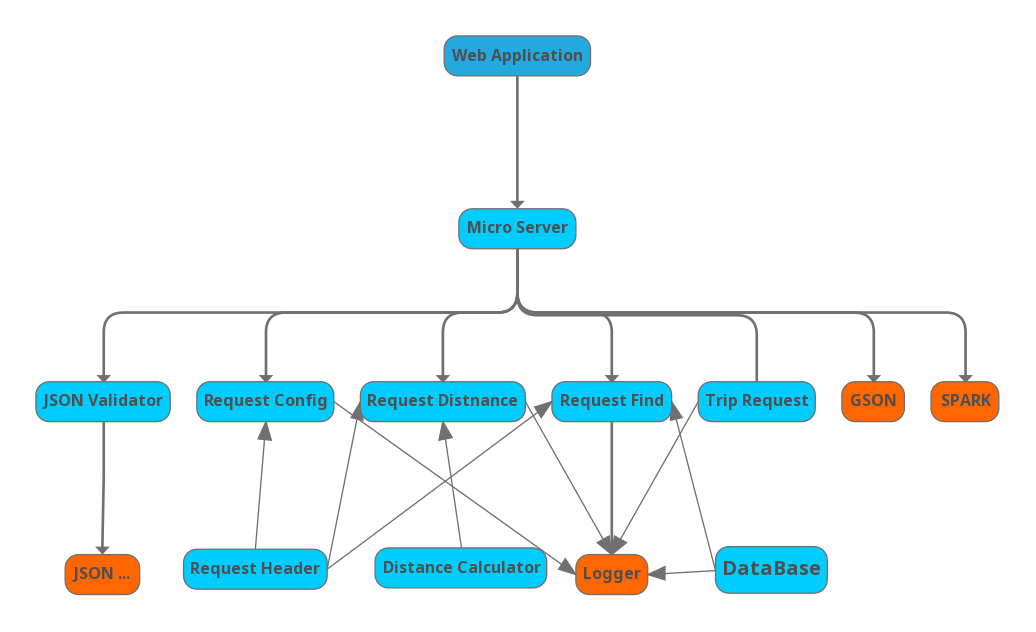 Web Application
Micro Server
JSON Validator
Request Config
Request Distnance
Request Find
Trip Request
GSON
SPARK
JSON ...
Request Header
Distance Calculator
Logger
DataBase